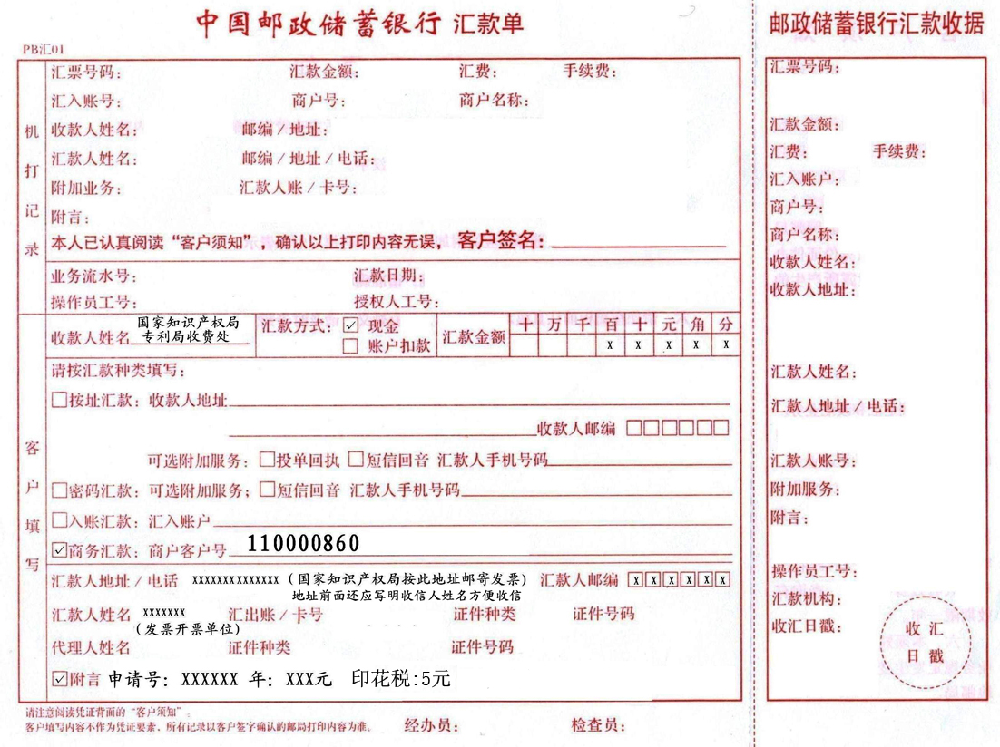 中国邮政储蓄银行 汇款单
PB汇01
机打记录
汇票号码： 汇款金额： 汇费： 手续费：
汇入账号： 商户号： 商户名称：
收款人姓名： 邮编/地址：
汇款人姓名： 邮编/地址/电话：
附加业务： 汇款人账/卡号：
附言：
本人已认真阅读“客户须知”，确认以上打印内容无误，客户签名：
业务流水号： 汇款日期：
操作员工号： 授权人工号：
客户填写
收款人姓名 国家知识产权局
专利局收费处
汇款方式： ☑ 现金
□ 账户扣款
汇款金额 十 万 千 百 十 元 角 分
x x x x x
请按汇款种类填写：
□按址汇款：收款人地址
收款人邮编 □□□□□□
可选附加服务：□投单回执 □短信回音 汇款人手机号码
□密码汇款：可选附加服务；□短信回音 汇款人手机号码
□入账汇款：汇入账户
☑商务汇款：商户客户号 110000860
汇款人地址/电话 xxxxxxx xxxxxxx (国家知识产权局按此地址邮寄发票) 汇款人邮编 x x x x x x
地址前面还应写明收信人姓名方便收信
汇款人姓名 xxxxxxx 汇出账/卡号 证件种类 证件号码
(发票开票单位)
代理人姓名 证件种类 证件号码
☑附言 申请号：XXXXXX 年：XXX元 印花税:5元
请注意阅读凭证背面的“客户须知”。
客户填写内容不作为凭证要素，所有记录以客户签字确认的邮局打印内容为准。
经办员： 检查员：
邮政储蓄银行汇款收据
汇票号码：
汇款金额：
汇费： 手续费：
汇入账户：
商户号：
商户名称：
收款人姓名：
收款人地址：
汇款人姓名：
汇款人地址/电话：
汇款人账号：
附加服务：
附言：
操作员工号：
汇款机构：
收汇日戳：
收汇
日戳